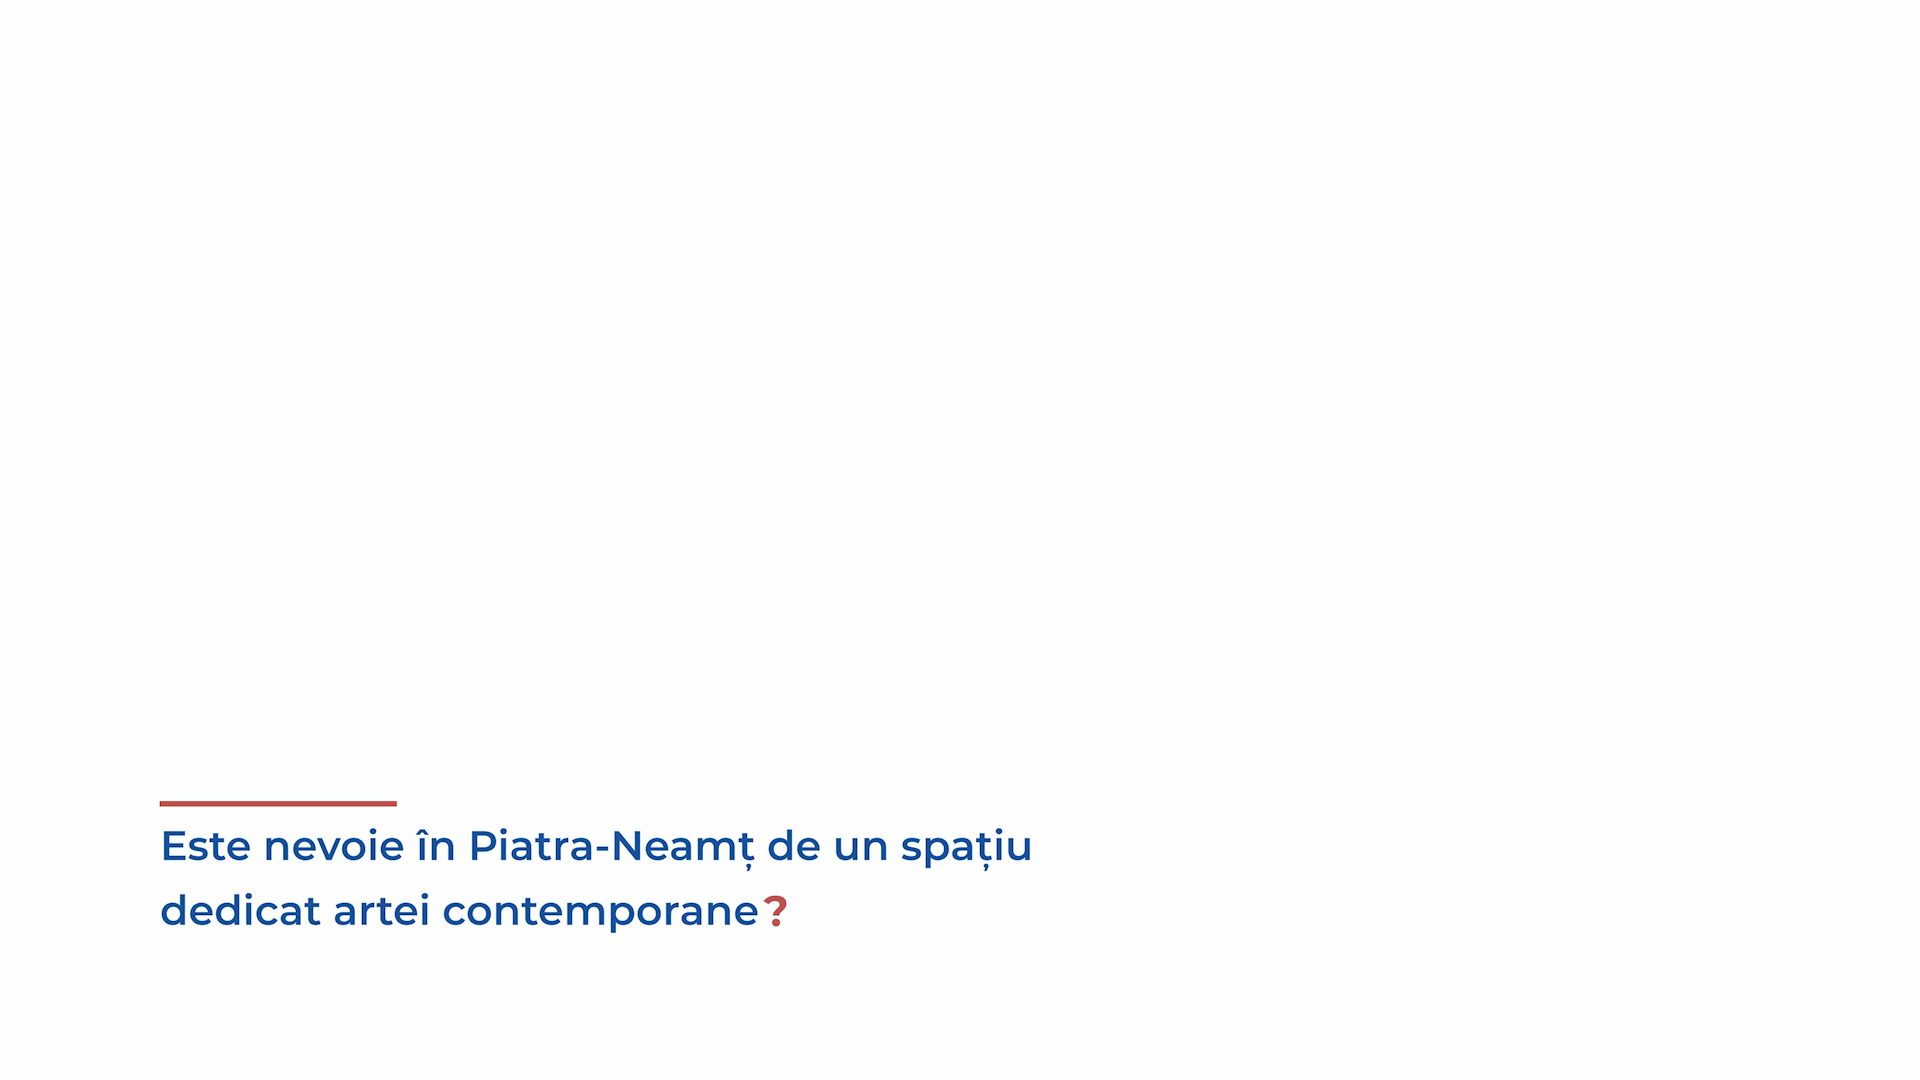 Este nevoie în Piatra-Neamț de un spațiu
dedicat artei contemporane?